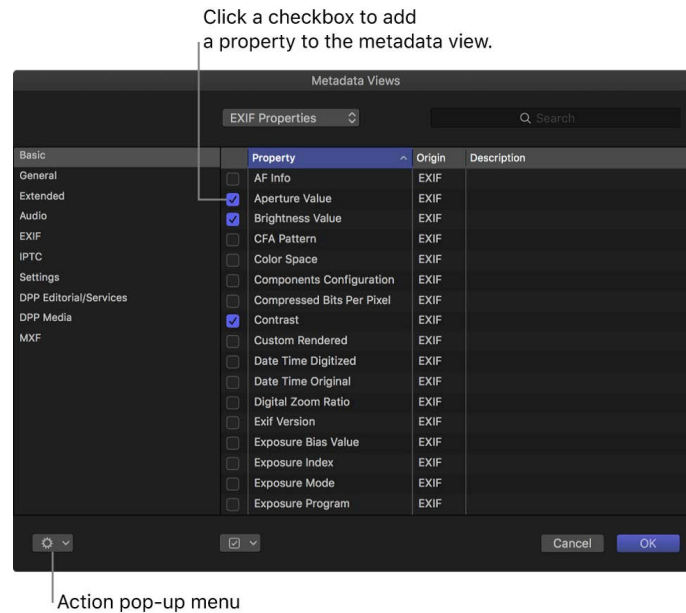 Click a checkbox to add
a property to the metadata view.
Metadata Views
EXIF Properties
Search
Basic
General
Extended
Audio
EXIF
IPTC
Settings
DPP Editorial/Services
DPP Media
MXF
Property Origin Description
AF Info EXIF
Aperture Value EXIF
Brightness Value EXIF
CFA Pattern EXIF
Color Space EXIF
Components Configuration EXIF
Compressed Bits Per Pixel EXIF
Contrast EXIF
Custom Rendered EXIF
Date Time Digitized EXIF
Date Time Original EXIF
Digital Zoom Ratio EXIF
Exif Version EXIF
Exposure Bias Value EXIF
Exposure Index EXIF
Exposure Mode EXIF
Exposure Program EXIF
Cancel OK
Action pop-up menu